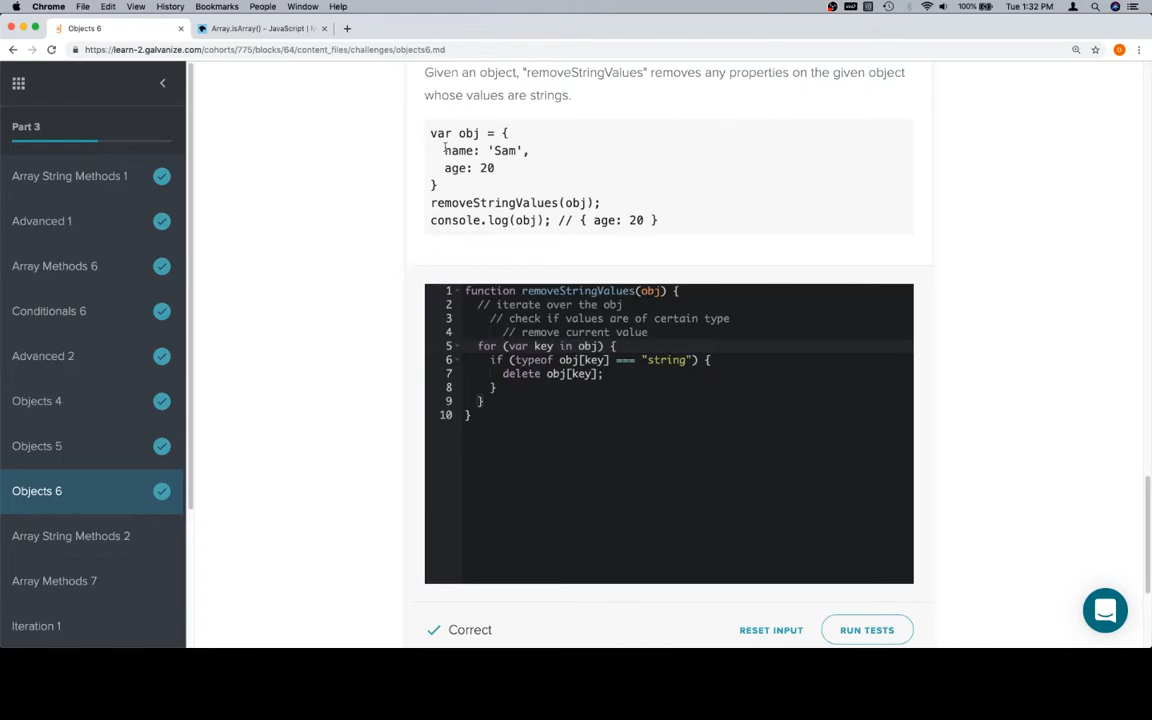 Chrome File Edit View History Bookmarks People Window Help
100% Tue 1:32 PM
Objects 6
Array.isArray() - JavaScript | M
https://learn-2.galvanize.com/cohorts/775/blocks/64/content_files/challenges/objects6.md
Part 3
Array String Methods 1
Advanced 1
Array Methods 6
Conditionals 6
Advanced 2
Objects 4
Objects 5
Objects 6
Array String Methods 2
Array Methods 7
Iteration 1
Given an object, "removeStringValues" removes any properties on the given object
whose values are strings.
var obj = {
name: 'Sam',
age: 20
}
removeStringValues(obj);
console.log(obj); // { age: 20 }
1 function removeStringValues(obj) {
2 // iterate over the obj
3 // check if values are of certain type
4 // remove current value
5 for (var key in obj) {
6 if (typeof obj[key] === "string") {
7 delete obj[key];
8 }
9 }
10 }
Correct
RESET INPUT
RUN TESTS